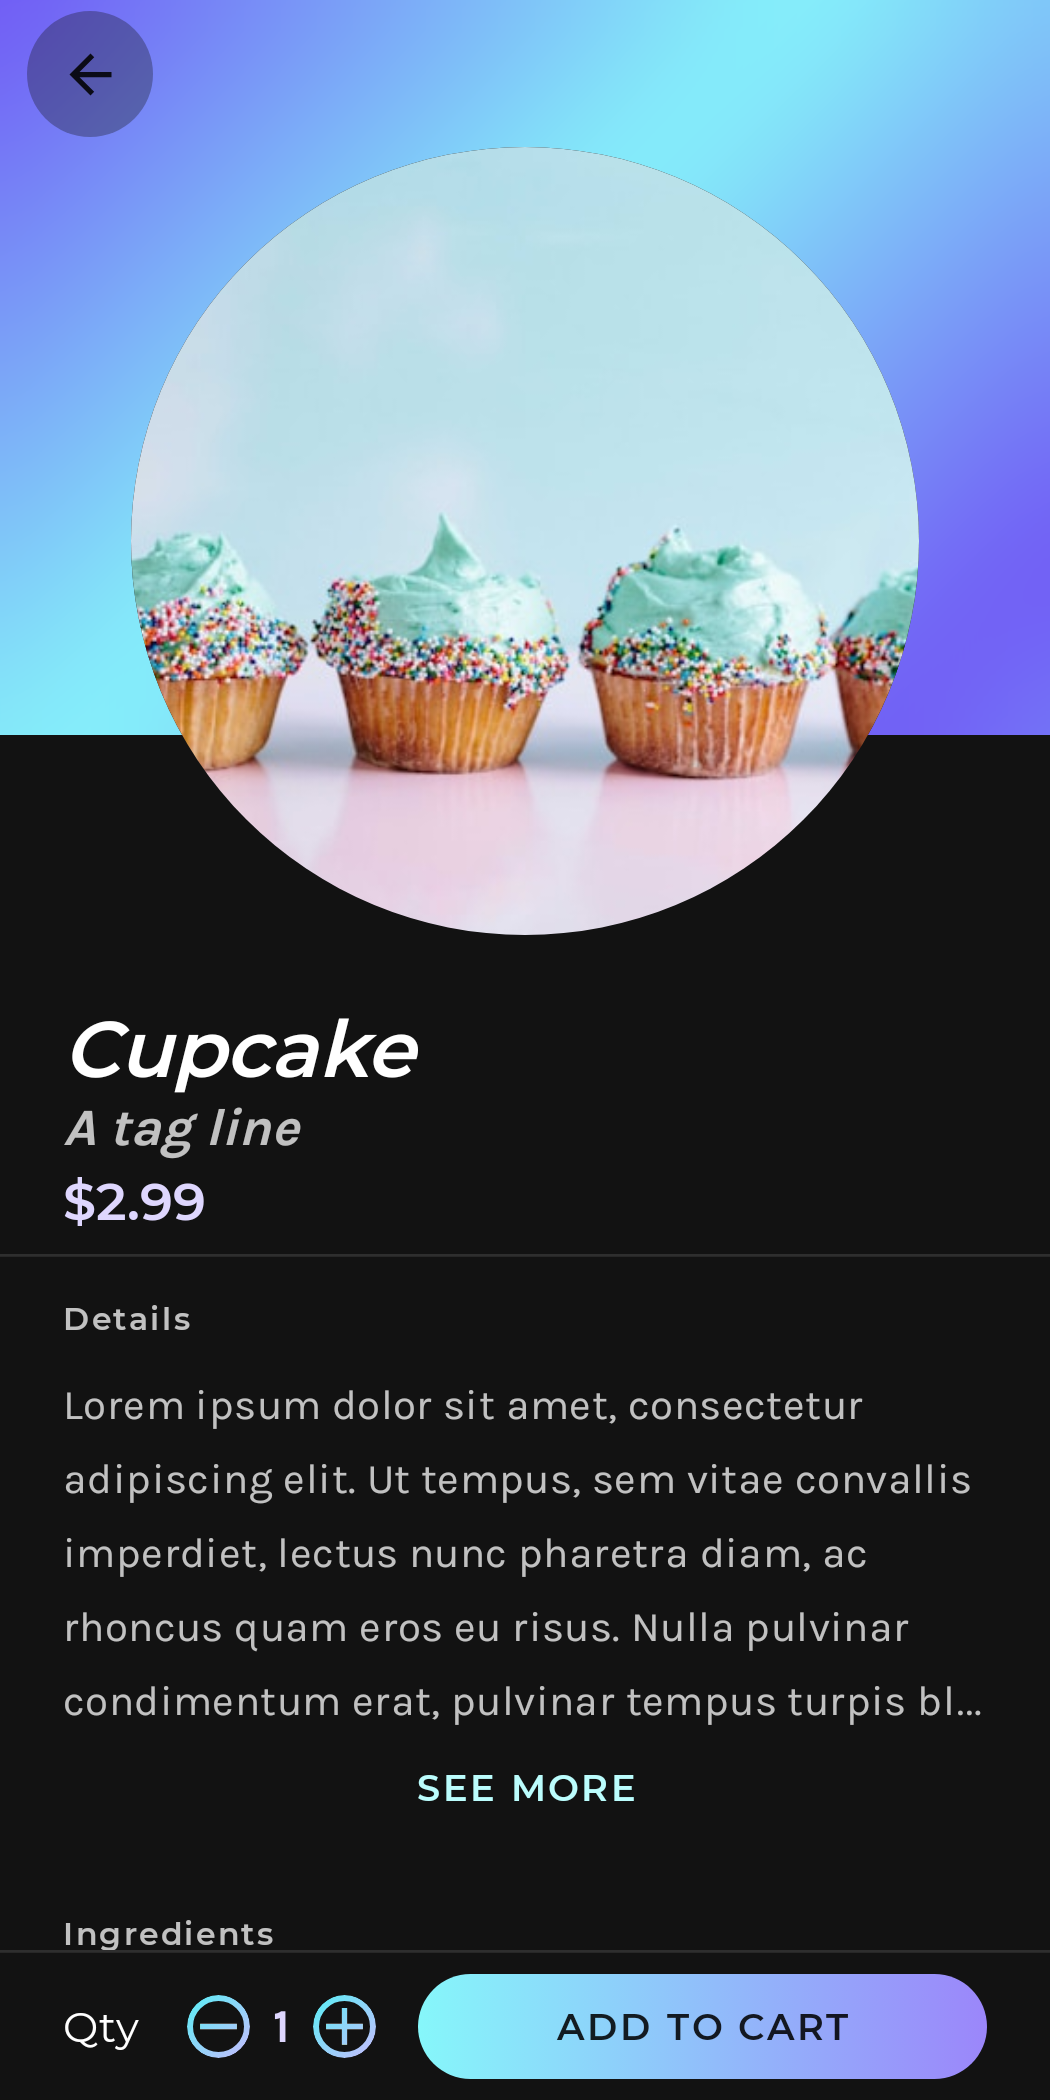 Cupcake
A tag line
$2.99
Details
Lorem ipsum dolor sit amet, consectetur
adipiscing elit. Ut tempus, sem vitae convallis
imperdiet, lectus nunc pharetra diam, ac
rhoncus quam eros eu risus. Nulla pulvinar
condimentum erat, pulvinar tempus turpis bl...
SEE MORE
Ingredients
Qty 1 ADD TO CART